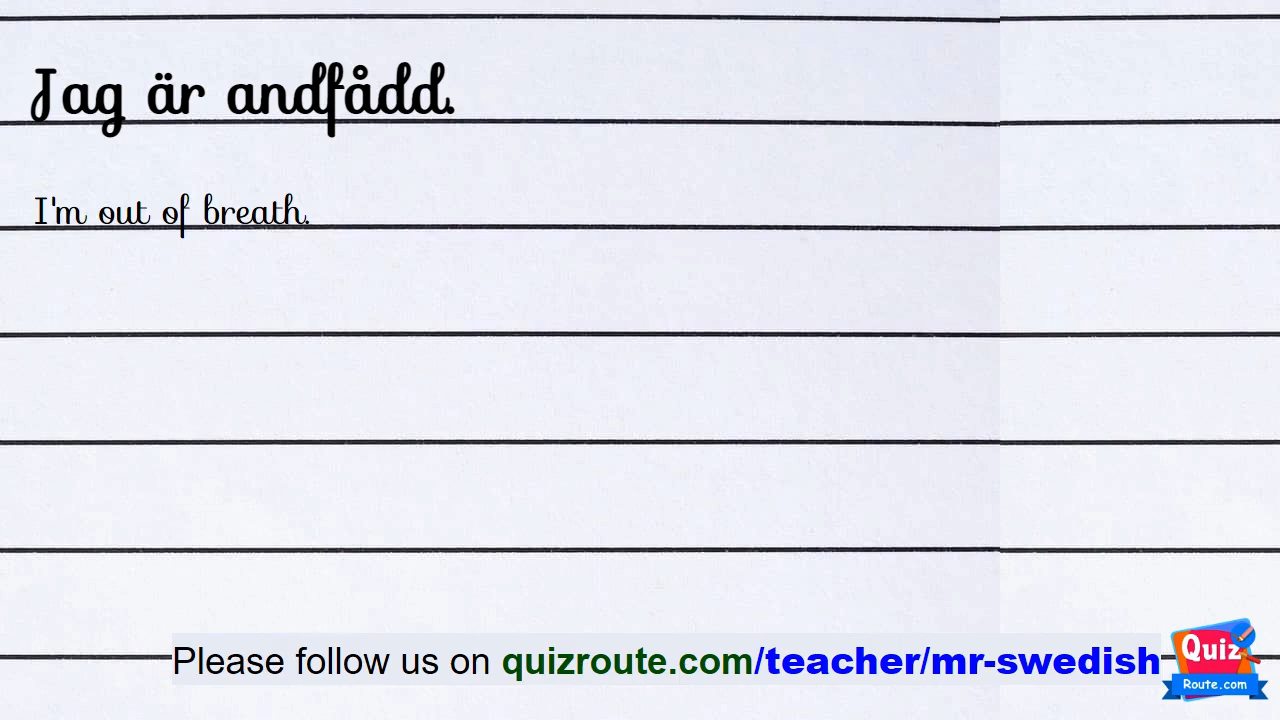 Jag är andfådd.
I'm out of breath.
Please follow us on quizroute.com/teacher/mr-swedish
Quiz
Route.com